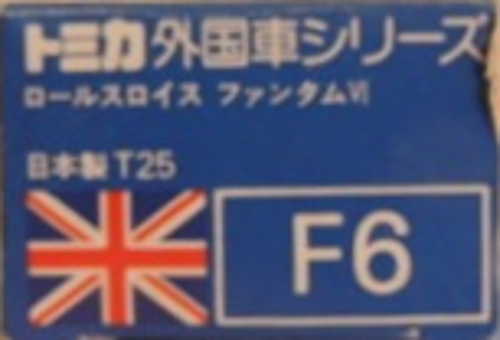 トミカ外国車シリーズ
ロールスロイス ファンタムVI
日本製 T25
F6